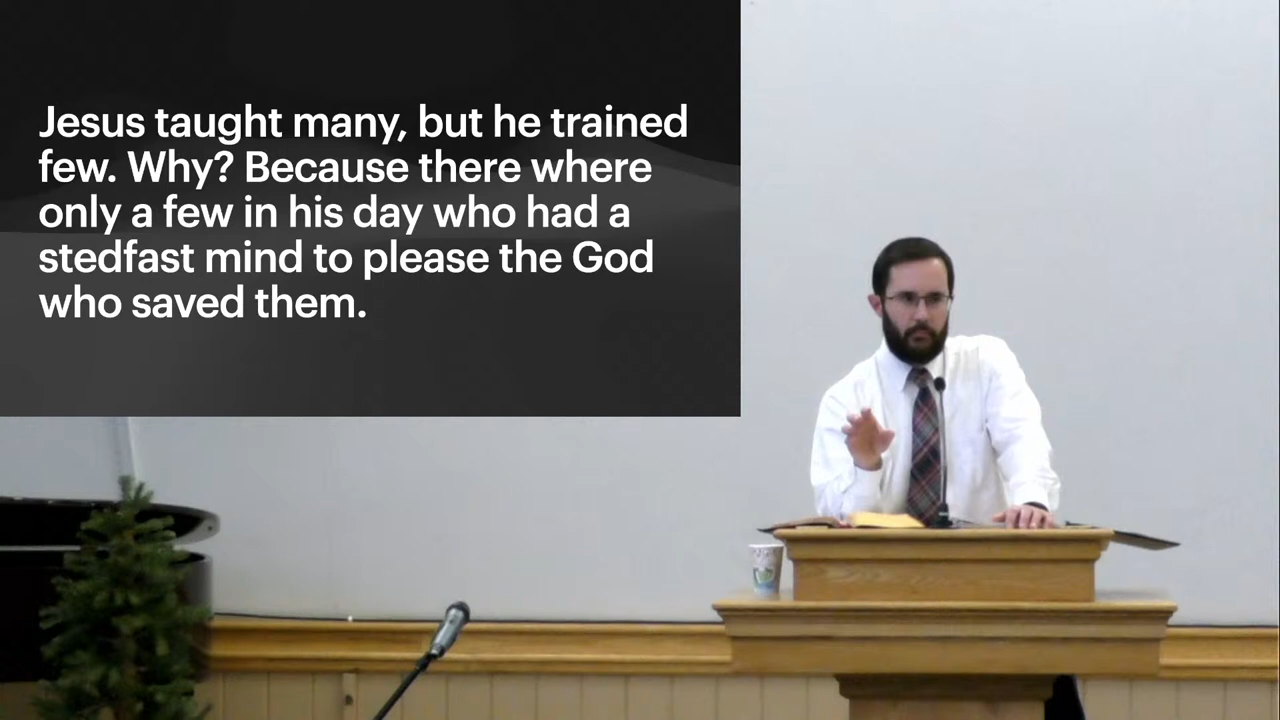 Jesus taught many, but he trained
few. Why? Because there where
only a few in his day who had a
stedfast mind to please the God
who saved them.